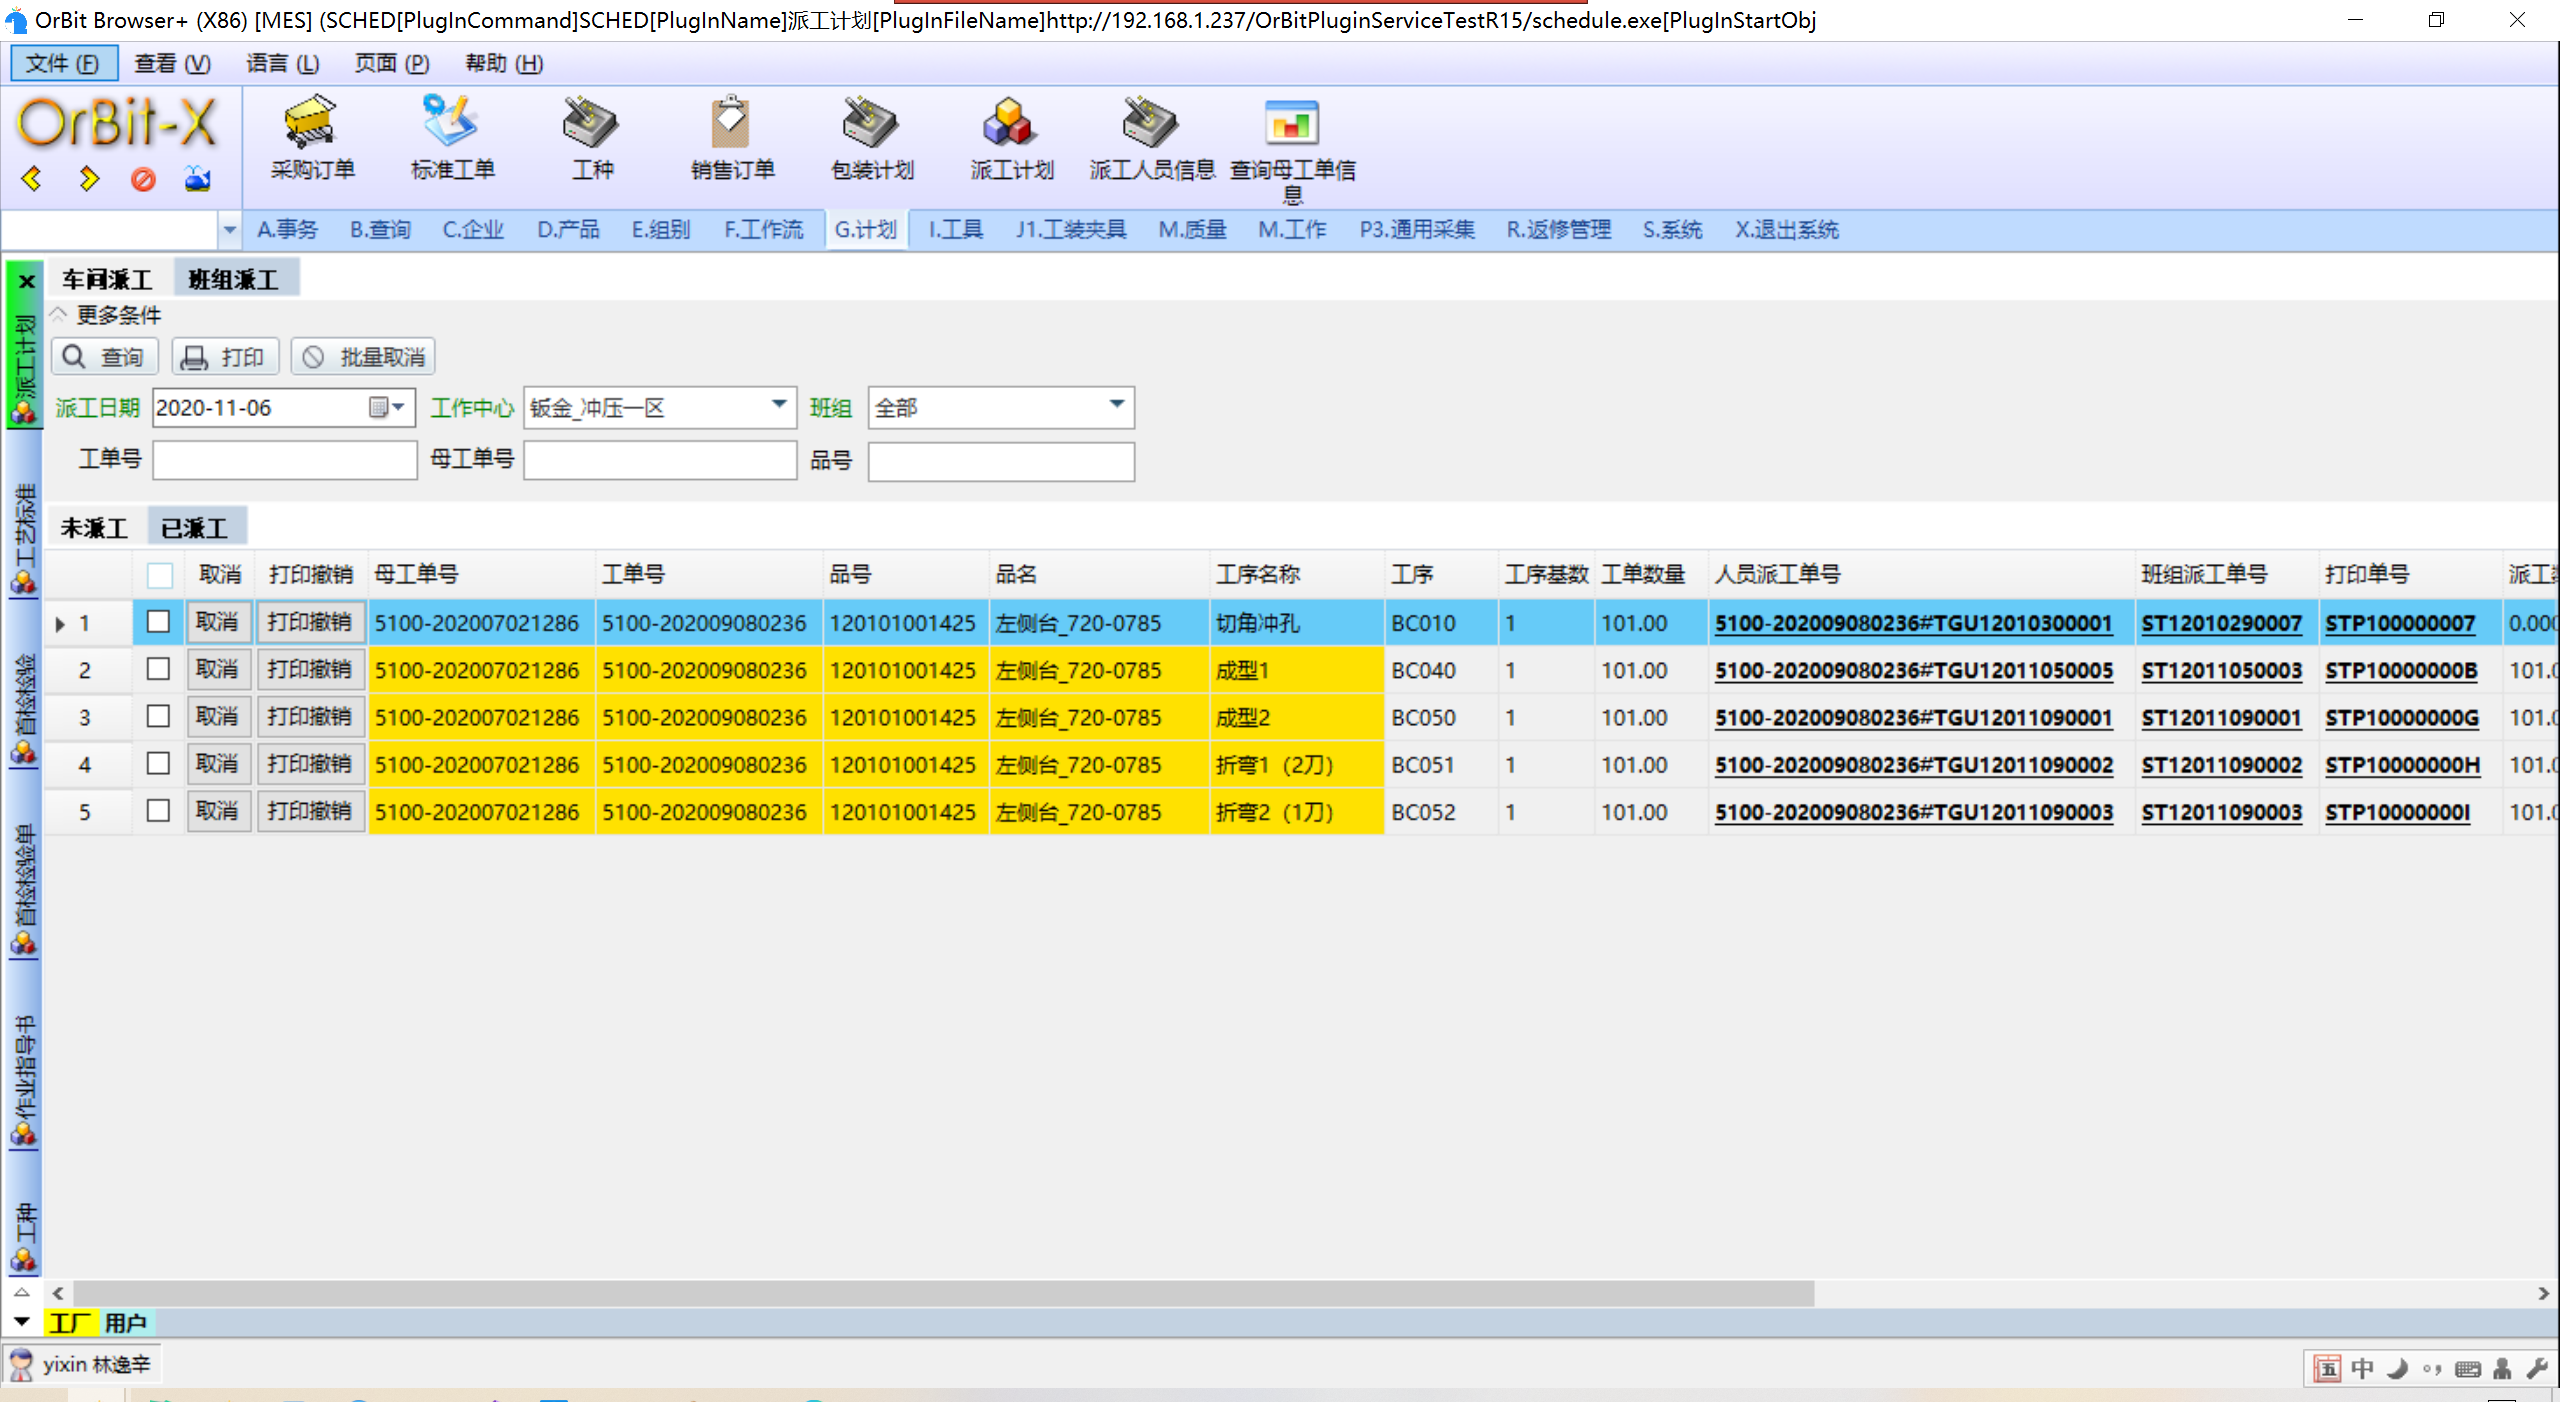 OrBit Browser+ (X86) [MES] (SCHED[PlugInCommand]SCHED[PlugInName]派工计划[PlugInFileName]http://192.168.1.237/OrBitPluginServiceTestR15/schedule.exe[PlugInStartObj
文件 (F) 查看 (V) 语言 (L) 页面 (P) 帮助 (H)
OrBit-X
采购订单 标准工单 工种 销售订单 包装计划 派工计划 派工人员信息 查询母工单信息
A.事务 B.查询 C.企业 D.产品 E.组别 F.工作流 G.计划 I.工具 J1.工装夹具 M.质量 M.工作 P3.通用采集 R.返修管理 S.系统 X.退出系统
x 车间派工 班组派工
更多条件
查询 打印 批量取消
派工日期 2020-11-06 工作中心 钣金_冲压一区 班组 全部
工单号 母工单号 品号
未派工 已派工
取消 打印撤销 母工单号 工单号 品号 品名 工序名称 工序 工序基数 工单数量 人员派工单号 班组派工单号 打印单号 派工
1 取消 打印撤销 5100-202007021286 5100-202009080236 120101001425 左侧台_720-0785 切角冲孔 BC010 1 101.00 5100-202009080236#TGU12010300001 ST12010290007 STP100000007 0.000
2 取消 打印撤销 5100-202007021286 5100-202009080236 120101001425 左侧台_720-0785 成型1 BC040 1 101.00 5100-202009080236#TGU12011050005 ST12011050003 STP10000000B 101.0
3 取消 打印撤销 5100-202007021286 5100-202009080236 120101001425 左侧台_720-0785 成型2 BC050 1 101.00 5100-202009080236#TGU12011090001 ST12011090001 STP10000000G 101.0
4 取消 打印撤销 5100-202007021286 5100-202009080236 120101001425 左侧台_720-0785 折弯1（2刀） BC051 1 101.00 5100-202009080236#TGU12011090002 ST12011090002 STP10000000H 101.0
5 取消 打印撤销 5100-202007021286 5100-202009080236 120101001425 左侧台_720-0785 折弯2（1刀） BC052 1 101.00 5100-202009080236#TGU12011090003 ST12011090003 STP10000000I 101.0
派工计划
工艺标准
首检检验
首检检验单
作业指导书
工种
工厂 用户
yixin 林逸辛
五 中